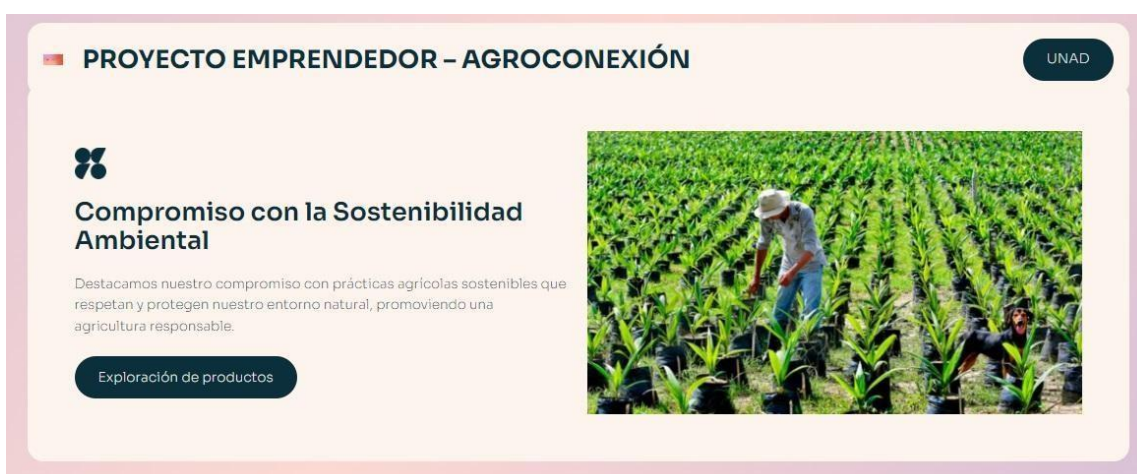 PROYECTO EMPRENDEDOR – AGROCONEXIÓN
UNAD
Compromiso con la Sostenibilidad
Ambiental
Destacamos nuestro compromiso con prácticas agrícolas sostenibles que
respetan y protegen nuestro entorno natural, promoviendo una
agricultura responsable.
Exploración de productos